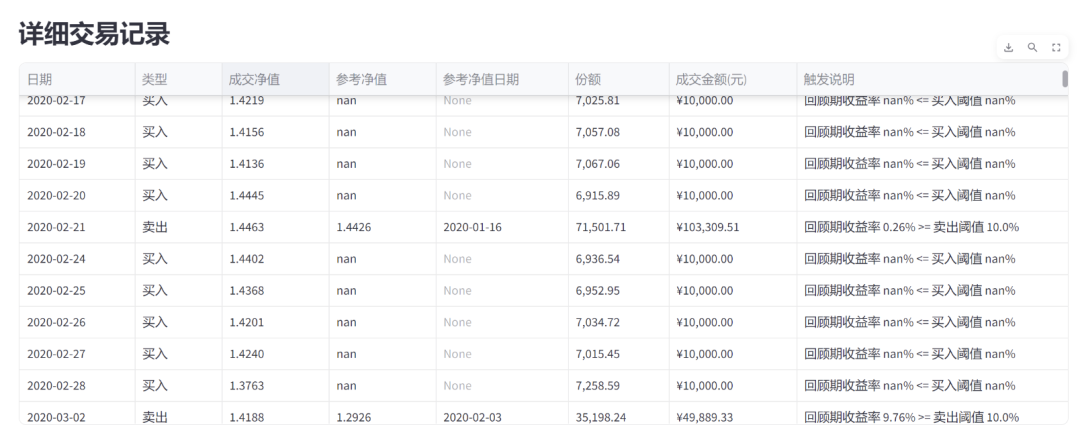 详细交易记录
日期 类型 成交净值 参考净值 参考净值日期 份额 成交金额(元) 触发说明
2020-02-17 买入 1.4219 nan None 7,025.81 ¥10,000.00 回顾期收益率 nan% <= 买入阈值 nan%
2020-02-18 买入 1.4156 nan None 7,057.08 ¥10,000.00 回顾期收益率 nan% <= 买入阈值 nan%
2020-02-19 买入 1.4136 nan None 7,067.06 ¥10,000.00 回顾期收益率 nan% <= 买入阈值 nan%
2020-02-20 买入 1.4445 nan None 6,915.89 ¥10,000.00 回顾期收益率 nan% <= 买入阈值 nan%
2020-02-21 卖出 1.4463 1.4426 2020-01-16 71,501.71 ¥103,309.51 回顾期收益率 0.26% >= 卖出阈值 10.0%
2020-02-24 买入 1.4402 nan None 6,936.54 ¥10,000.00 回顾期收益率 nan% <= 买入阈值 nan%
2020-02-25 买入 1.4368 nan None 6,952.95 ¥10,000.00 回顾期收益率 nan% <= 买入阈值 nan%
2020-02-26 买入 1.4201 nan None 7,034.72 ¥10,000.00 回顾期收益率 nan% <= 买入阈值 nan%
2020-02-27 买入 1.4240 nan None 7,015.45 ¥10,000.00 回顾期收益率 nan% <= 买入阈值 nan%
2020-02-28 买入 1.3763 nan None 7,258.59 ¥10,000.00 回顾期收益率 nan% <= 买入阈值 nan%
2020-03-02 卖出 1.4188 1.2926 2020-02-03 35,198.24 ¥49,889.33 回顾期收益率 9.76% >= 卖出阈值 10.0%